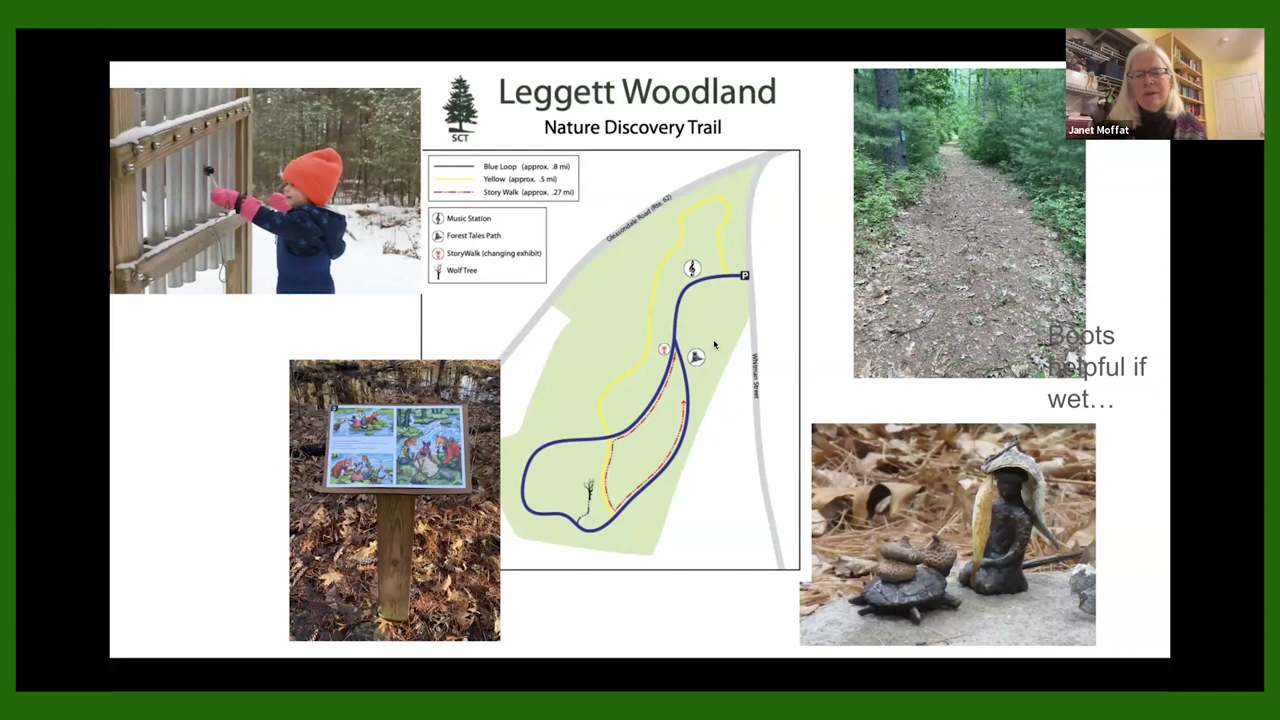 Leggett Woodland
Nature Discovery Trail
SCT
Blue Loop (approx. .8 mi)
Yellow (approx. .5 mi)
Story Walk (approx. .27 mi)
Music Station
Forest Tales Path
StoryWalk (changing exhibit)
Wolf Tree
Gleasondale Road (Rte. 62)
P
Whitman Street
Janet Moffat
Boots
helpful if
wet…